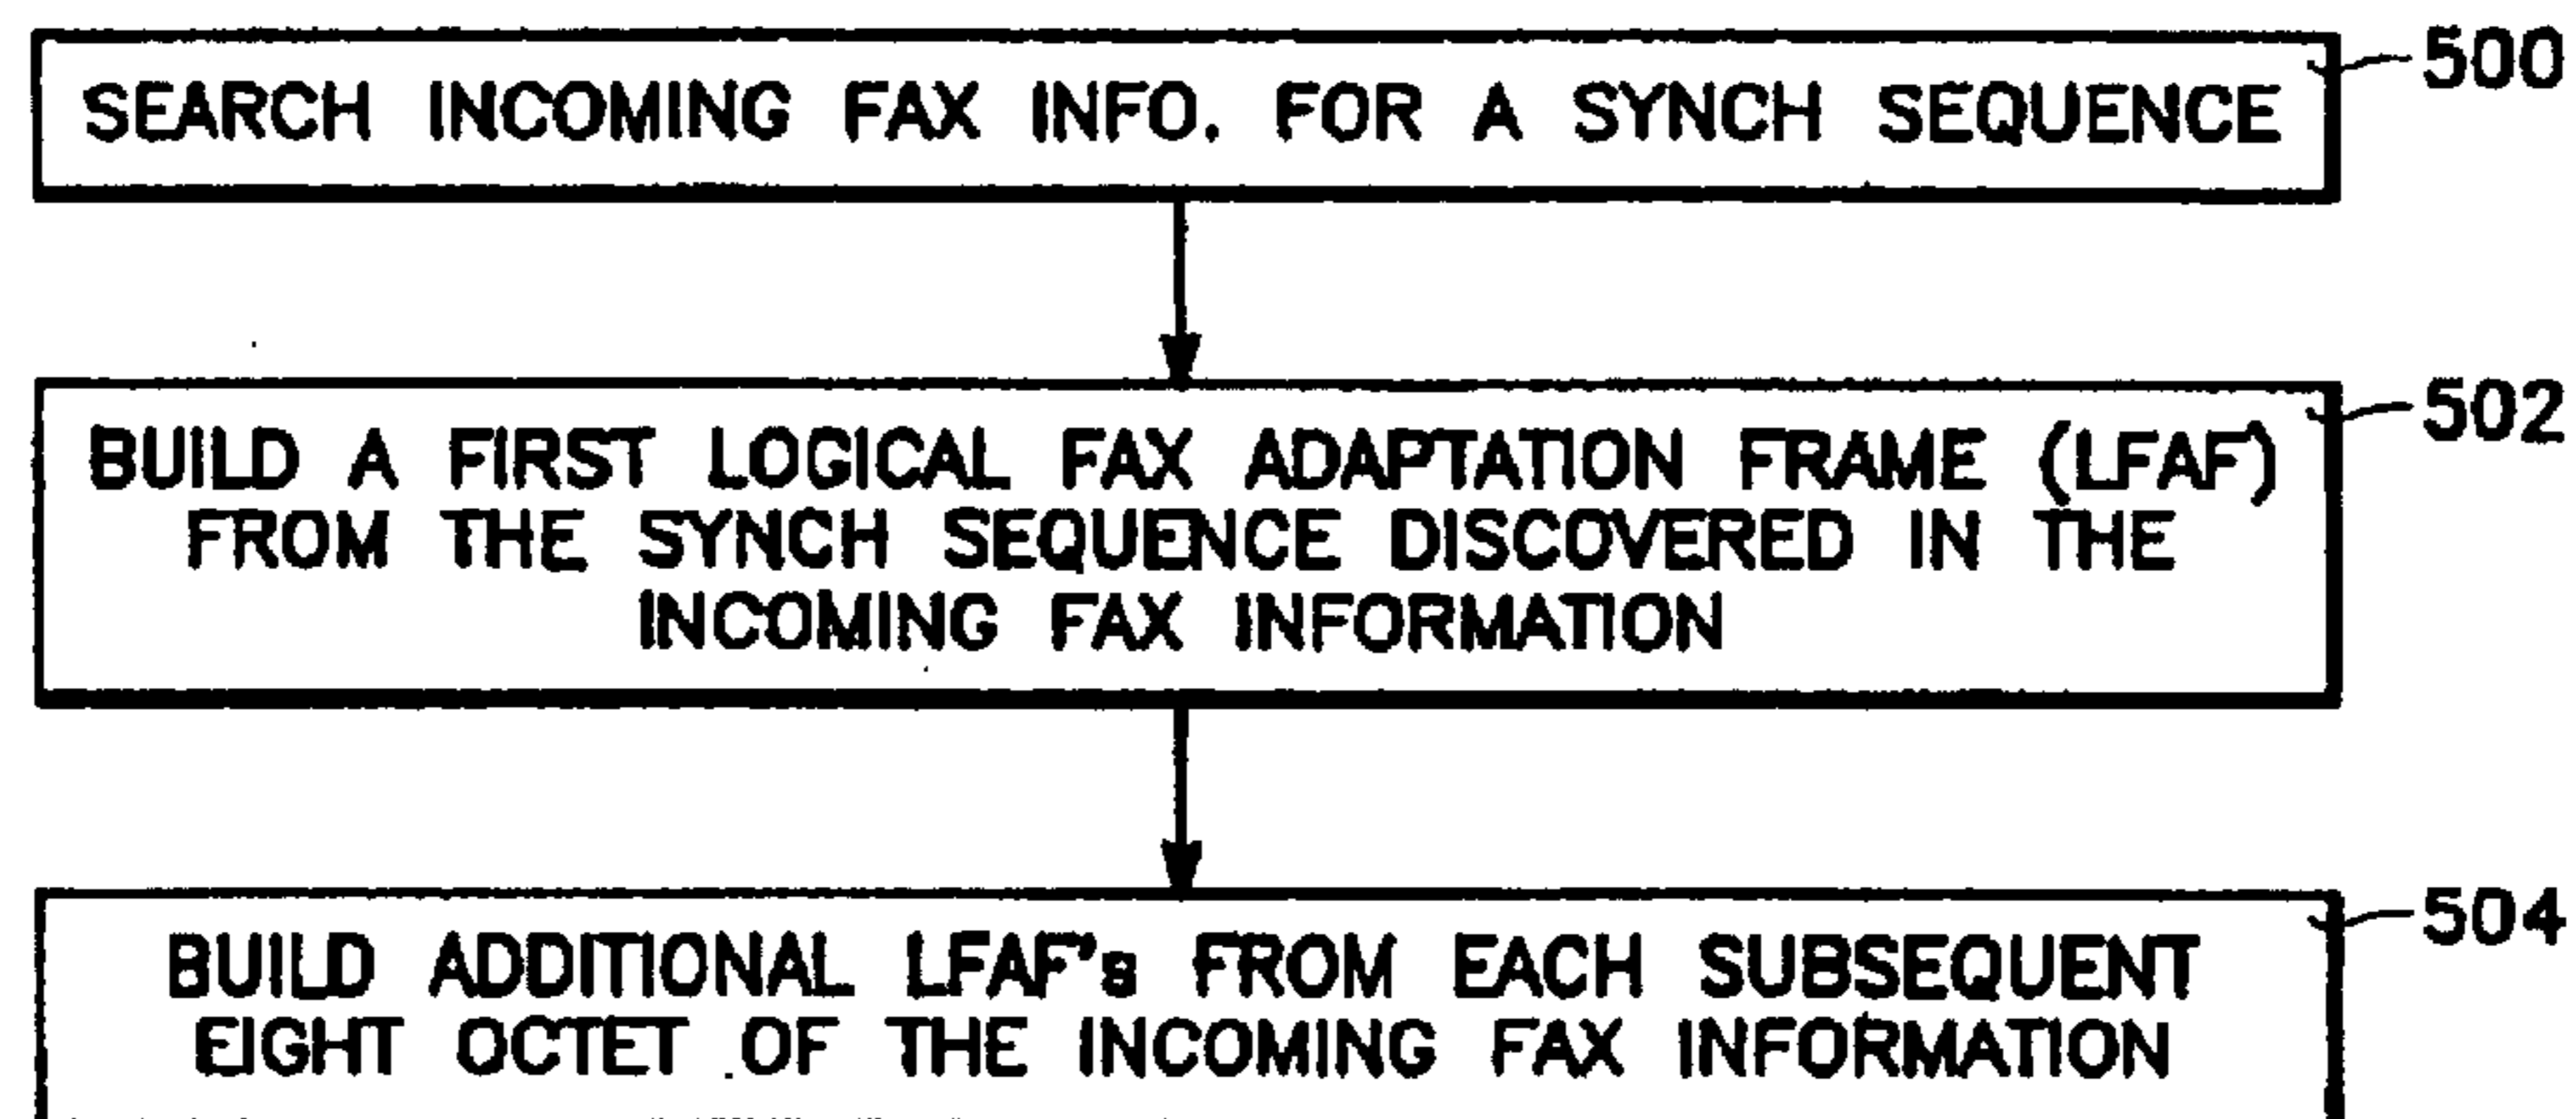 SEARCH INCOMING FAX INFO. FOR A SYNCH SEQUENCE
500
BUILD A FIRST LOGICAL FAX ADAPTATION FRAME (LFAF)
FROM THE SYNCH SEQUENCE DISCOVERED IN THE
INCOMING FAX INFORMATION
502
BUILD ADDITIONAL LFAF's FROM EACH SUBSEQUENT
EIGHT OCTET OF THE INCOMING FAX INFORMATION
504